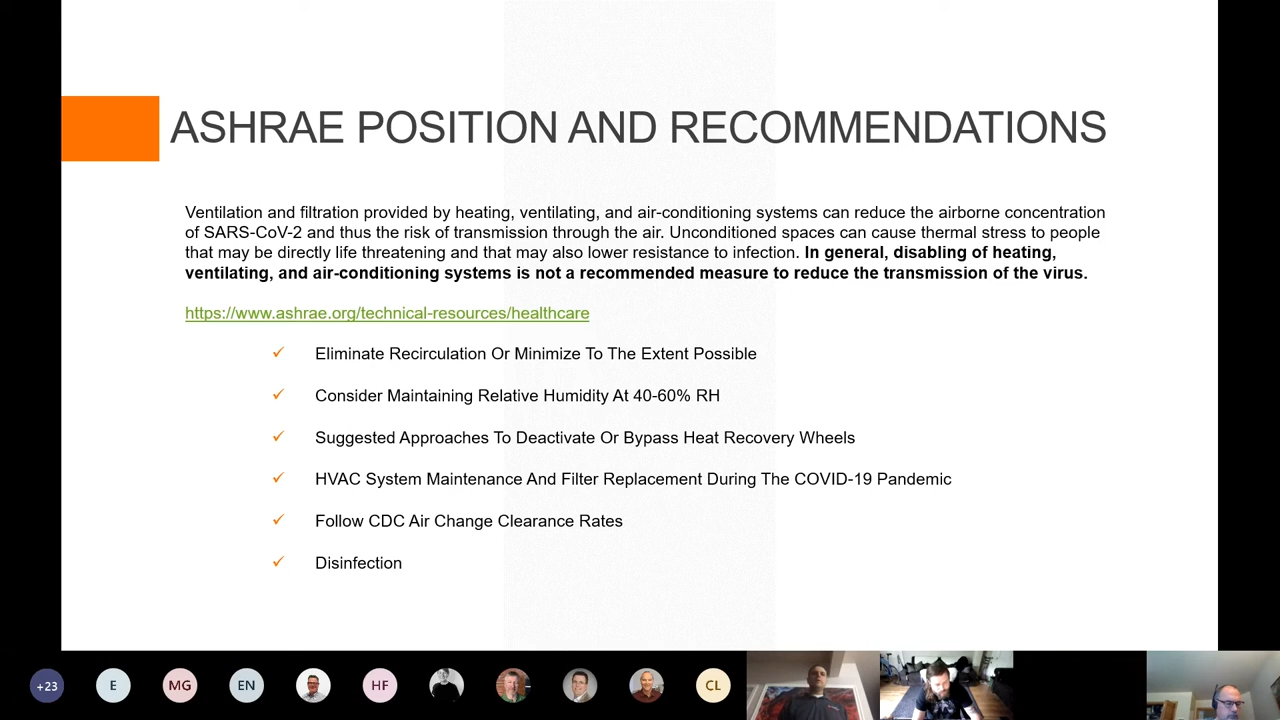 ASHRAE POSITION AND RECOMMENDATIONS
Ventilation and filtration provided by heating, ventilating, and air-conditioning systems can reduce the airborne concentration
of SARS-CoV-2 and thus the risk of transmission through the air. Unconditioned spaces can cause thermal stress to people
that may be directly life threatening and that may also lower resistance to infection. In general, disabling of heating,
ventilating, and air-conditioning systems is not a recommended measure to reduce the transmission of the virus.
https://www.ashrae.org/technical-resources/healthcare
✓ Eliminate Recirculation Or Minimize To The Extent Possible
✓ Consider Maintaining Relative Humidity At 40-60% RH
✓ Suggested Approaches To Deactivate Or Bypass Heat Recovery Wheels
✓ HVAC System Maintenance And Filter Replacement During The COVID-19 Pandemic
✓ Follow CDC Air Change Clearance Rates
✓ Disinfection
+23 E MG EN HF CL